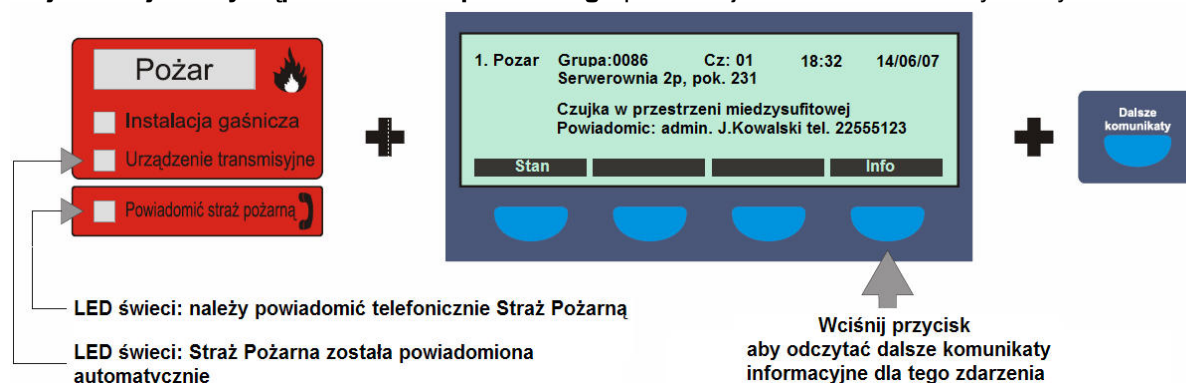 Pożar
Instalacja gaśnicza
Urządzenie transmisyjne
Powiadomić straż pożarną
1. Pozar Grupa:0086 Cz: 01 18:32 14/06/07
Serwerownia 2p, pok. 231
Czujka w przestrzeni miedzysufitowej
Powiadomic: admin. J.Kowalski tel. 22555123
Stan Info
Dalsze
komunikaty
LED świeci: należy powiadomić telefonicznie Straż Pożarną
LED świeci: Straż Pożarna została powiadomiona
automatycznie
Wciśnij przycisk
aby odczytać dalsze komunikaty
informacyjne dla tego zdarzenia